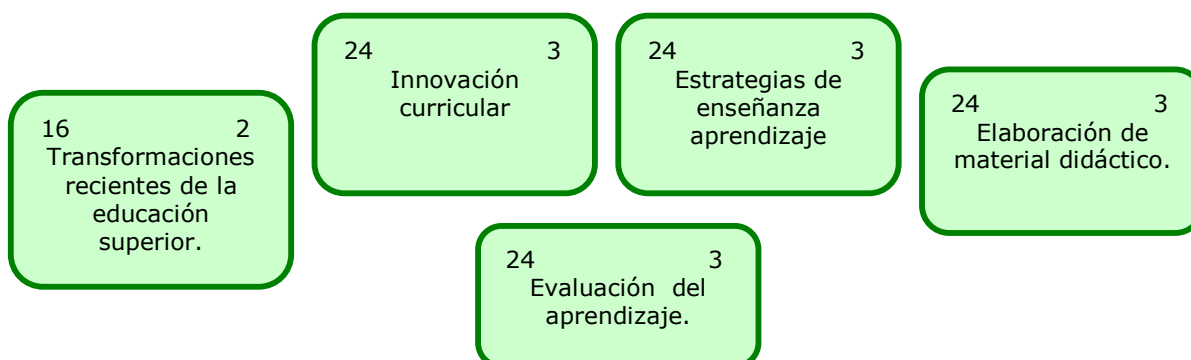 16 2
Transformaciones
recientes de la
educación
superior.
24 3
Innovación
curricular
24 3
Estrategias de
enseñanza
aprendizaje
24 3
Elaboración de
material didáctico.
24 3
Evaluación  del
aprendizaje.